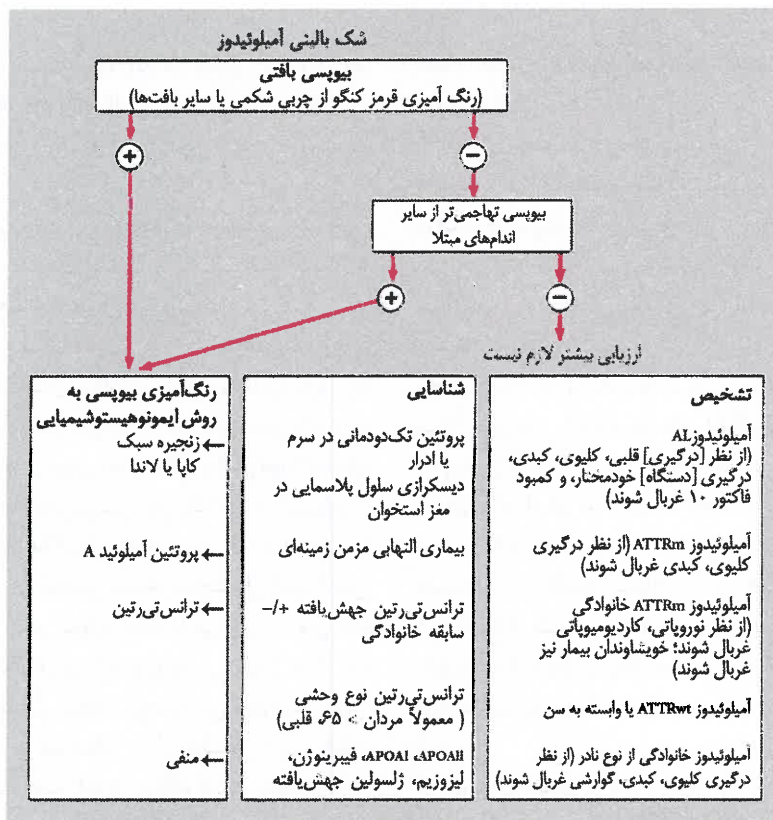 شک بالینی آمیلوئیدوز
بیوپسی بافتی
(رنگ آمیزی قرمز کنگو از چربی شکمی یا سایر بافت‌ها)
+
−
بیوپسی تهاجمی‌تر از سایر
اندام‌های مبتلا
+
−
ارزیابی بیشتر لازم نیست
رنگ‌آمیزی بیوپسی به
روش ایمونوهیستوشیمیایی
← زنجیره سبک
کاپا یا لاندا
← پروتئین آمیلوئید A
← ترانس‌تی‌رتین
← منفی
شناسایی
پروتئین تک‌دودمانی در سرم
یا ادرار
دیسکرازی سلول پلاسمایی در
مغز استخوان
بیماری التهابی مزمن زمینه‌ای
ترانس‌تی‌رتین جهش‌یافته +/−
سابقه خانوادگی
ترانس‌تی‌رتین نوع وحشی
( معمولاً مردان > ۶۵، قلبی)
APOAI، APOAII، فیبرینوژن،
لیزوزیم، ژلسولین جهش‌یافته
تشخیص
آمیلوئیدوز AL
(از نظر [درگیری] قلبی، کلیوی، کبدی،
درگیری [دستگاه] خودمختار، و کمبود
فاکتور ۱۰ غربال شوند)
آمیلوئیدوز ATTRm (از نظر درگیری
کلیوی، کبدی غربال شوند)
آمیلوئیدوز ATTRm خانوادگی
(از نظر نوروپاتی، کاردیومیوپاتی
غربال شوند؛ خویشاوندان بیمار نیز
غربال شوند)
آمیلوئیدوز ATTRwt یا وابسته به سن
آمیلوئیدوز خانوادگی از نوع نادر (از نظر
درگیری کلیوی، کبدی، گوارشی غربال شوند)